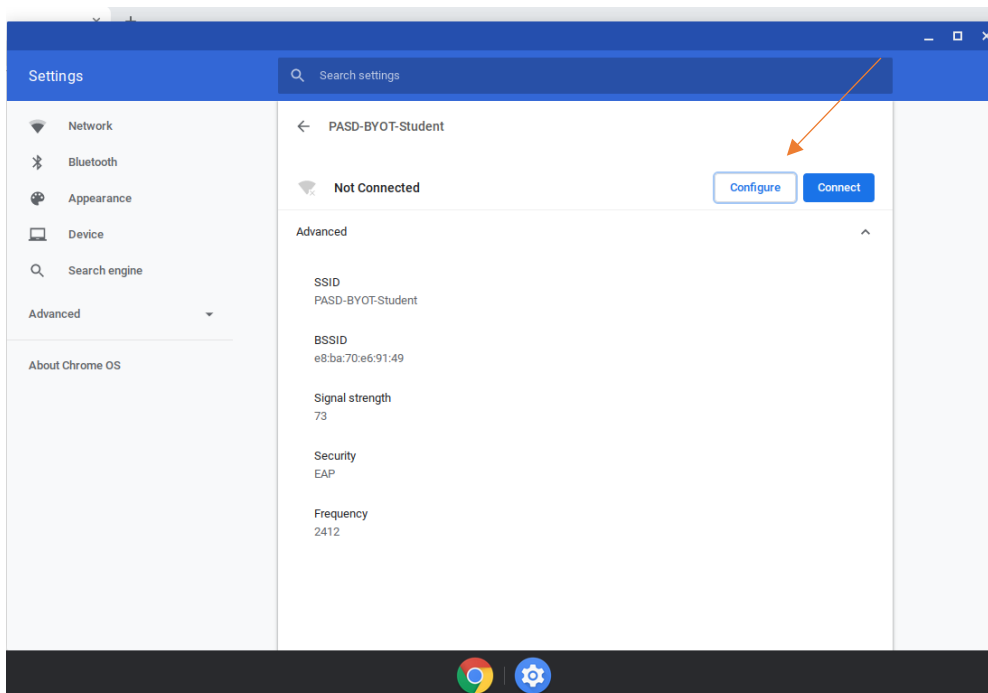 Settings
Search settings
Network
Bluetooth
Appearance
Device
Search engine
Advanced
About Chrome OS
PASD-BYOT-Student
Not Connected
Configure
Connect
Advanced
SSID
PASD-BYOT-Student
BSSID
e8:ba:70:e6:91:49
Signal strength
73
Security
EAP
Frequency
2412